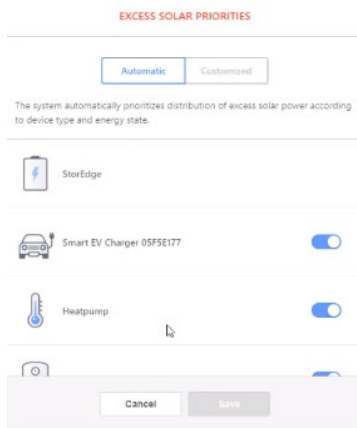 EXCESS SOLAR PRIORITIES
Automatic
Customized
The system automatically prioritizes distribution of excess solar power according
to device type and energy state.
StorEdge
Smart EV Charger 05F5E177
Heatpump
Cancel
Save